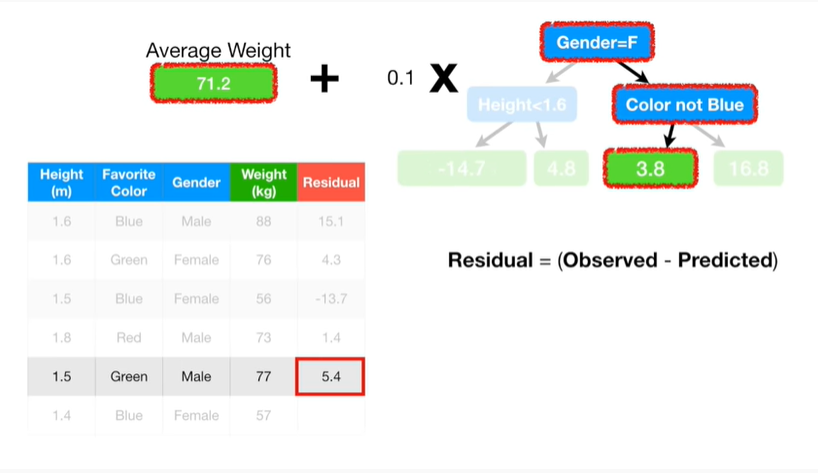 Average Weight
71.2
+
0.1 X
Gender=F
Height<1.6
Color not Blue
-14.7
4.8
3.8
16.8
Height (m) Favorite Color Gender Weight (kg) Residual
1.6 Blue Male 88 15.1
1.6 Green Female 76 4.3
1.5 Blue Female 56 -13.7
1.8 Red Male 73 1.4
1.5 Green Male 77 5.4
1.4 Blue Female 57
Residual = (Observed - Predicted)